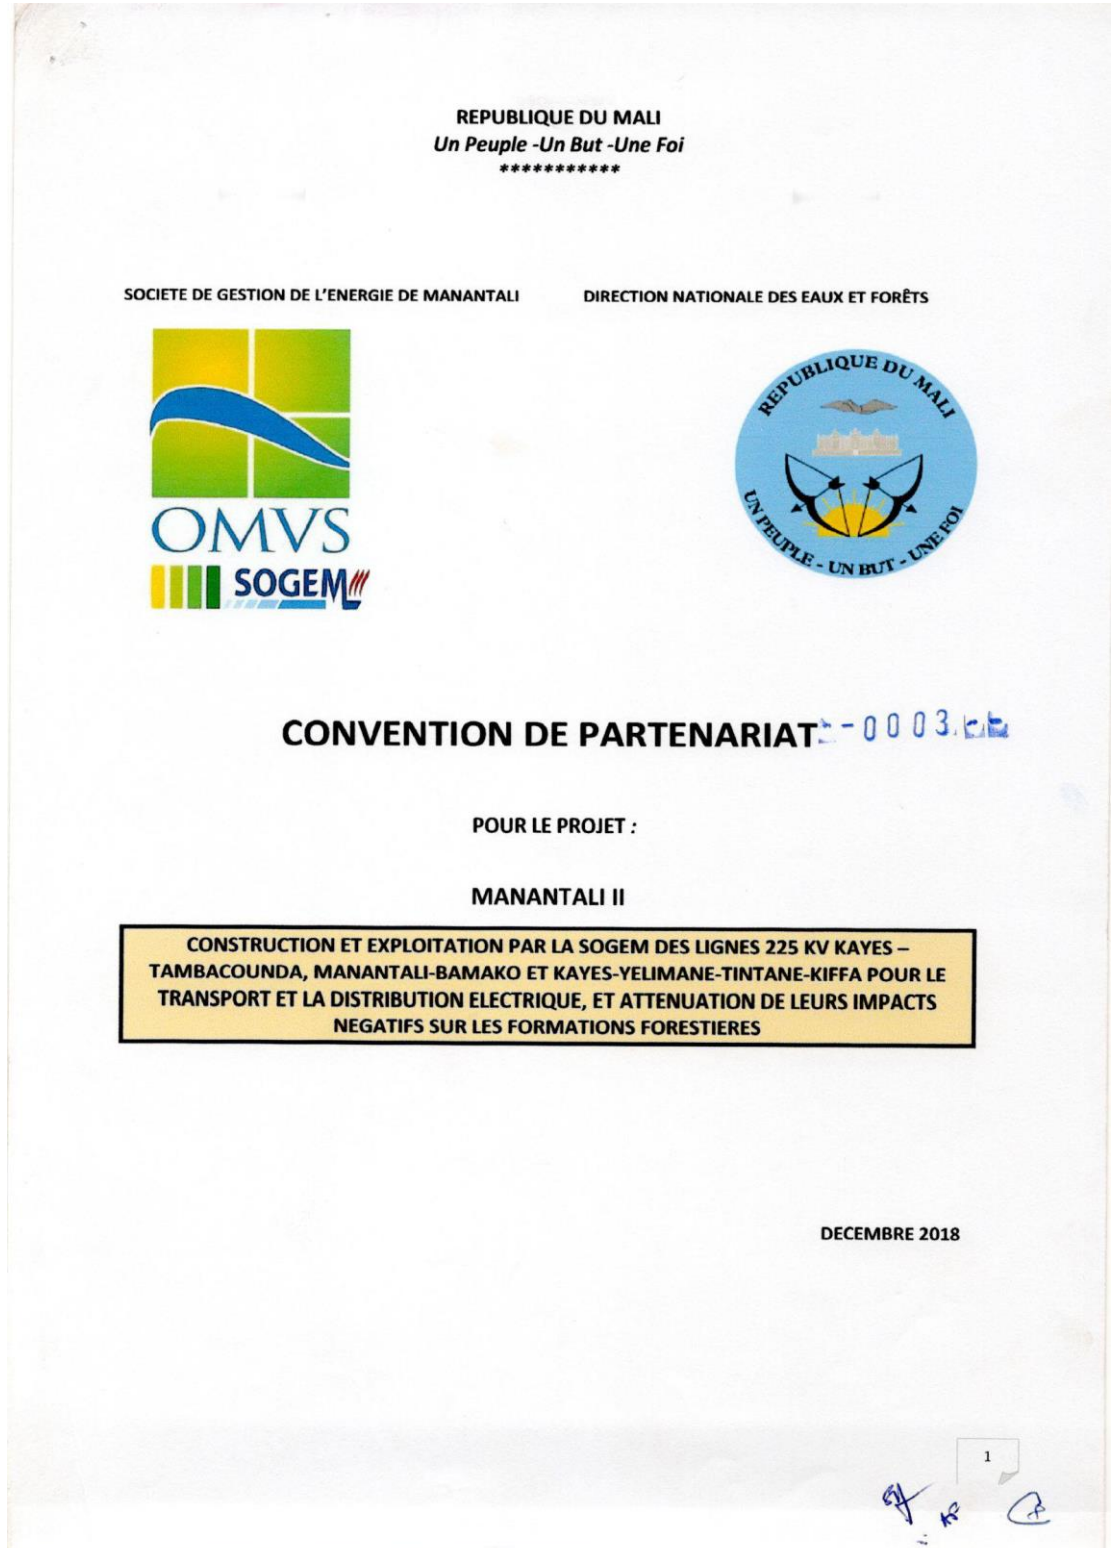 REPUBLIQUE DU MALI
Un Peuple -Un But -Une Foi
***********
SOCIETE DE GESTION DE L'ENERGIE DE MANANTALI
DIRECTION NATIONALE DES EAUX ET FORÊTS
OMVS
SOGEM
REPUBLIQUE DU MALI
UN PEUPLE - UN BUT - UNE FOI
CONVENTION DE PARTENARIAT -0003
POUR LE PROJET :
MANANTALI II
CONSTRUCTION ET EXPLOITATION PAR LA SOGEM DES LIGNES 225 KV KAYES –
TAMBACOUNDA, MANANTALI-BAMAKO ET KAYES-YELIMANE-TINTANE-KIFFA POUR LE
TRANSPORT ET LA DISTRIBUTION ELECTRIQUE, ET ATTENUATION DE LEURS IMPACTS
NEGATIFS SUR LES FORMATIONS FORESTIERES
DECEMBRE 2018
1